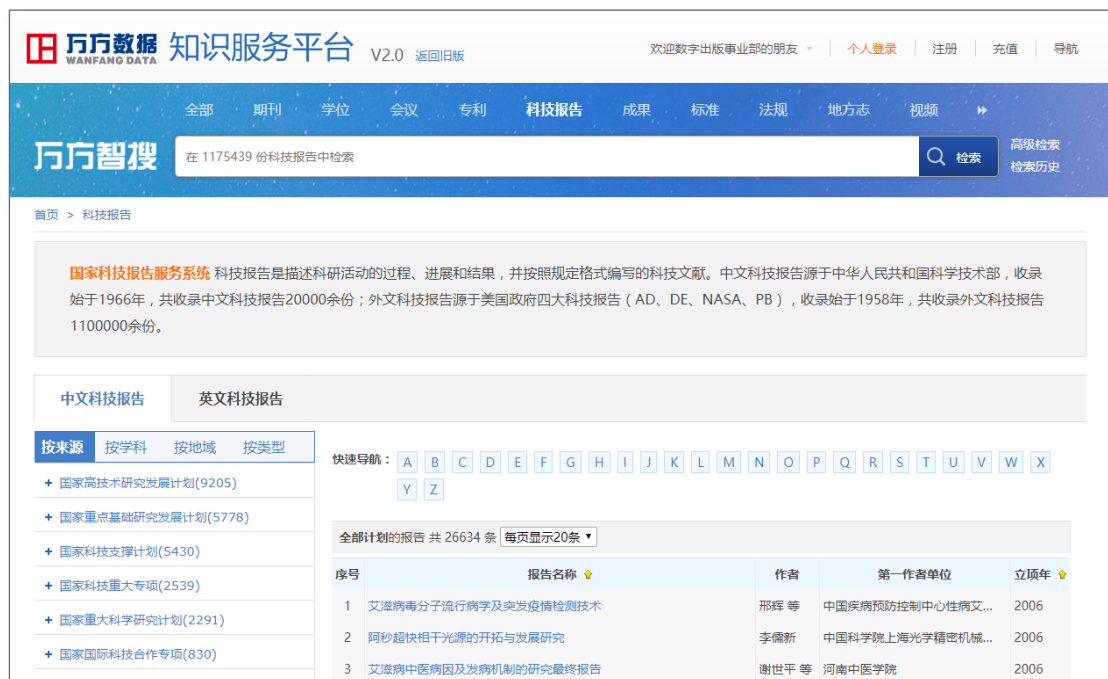 万方数据 知识服务平台 V2.0 返回旧版 欢迎数字出版事业部的朋友 个人登录 注册 充值 导航
WANFANG DATA
全部 期刊 学位 会议 专利 科技报告 成果 标准 法规 地方志 视频
万方智搜 在 1175439 份科技报告中检索 检索 高级检索
检索历史
首页 > 科技报告
国家科技报告服务系统 科技报告是描述科研活动的过程、进展和结果，并按照规定格式编写的科技文献。中文科技报告源于中华人民共和国科学技术部，收录
始于1966年，共收录中文科技报告20000余份；外文科技报告源于美国政府四大科技报告（AD、DE、NASA、PB），收录始于1958年，共收录外文科技报告
1100000余份。
中文科技报告 英文科技报告
按来源 按学科 按地域 按类型
+ 国家高技术研究发展计划(9205)
+ 国家重点基础研究发展计划(5778)
+ 国家科技支撑计划(5430)
+ 国家科技重大专项(2539)
+ 国家重大科学研究计划(2291)
+ 国家国际科技合作专项(830)
快速导航： A B C D E F G H I J K L M N O P Q R S T U V W X
Y Z
全部计划的报告 共 26634 条 每页显示20条
序号 报告名称 作者 第一作者单位 立项年
1 艾滋病毒分子流行病学及突发疫情检测技术 邢辉 等 中国疾病预防控制中心性病艾... 2006
2 阿秒超快相干光源的开拓与发展研究 李儒新 中国科学院上海光学精密机械... 2006
3 艾滋病中医病因及发病机制的研究最终报告 谢世平 等 河南中医学院 2006